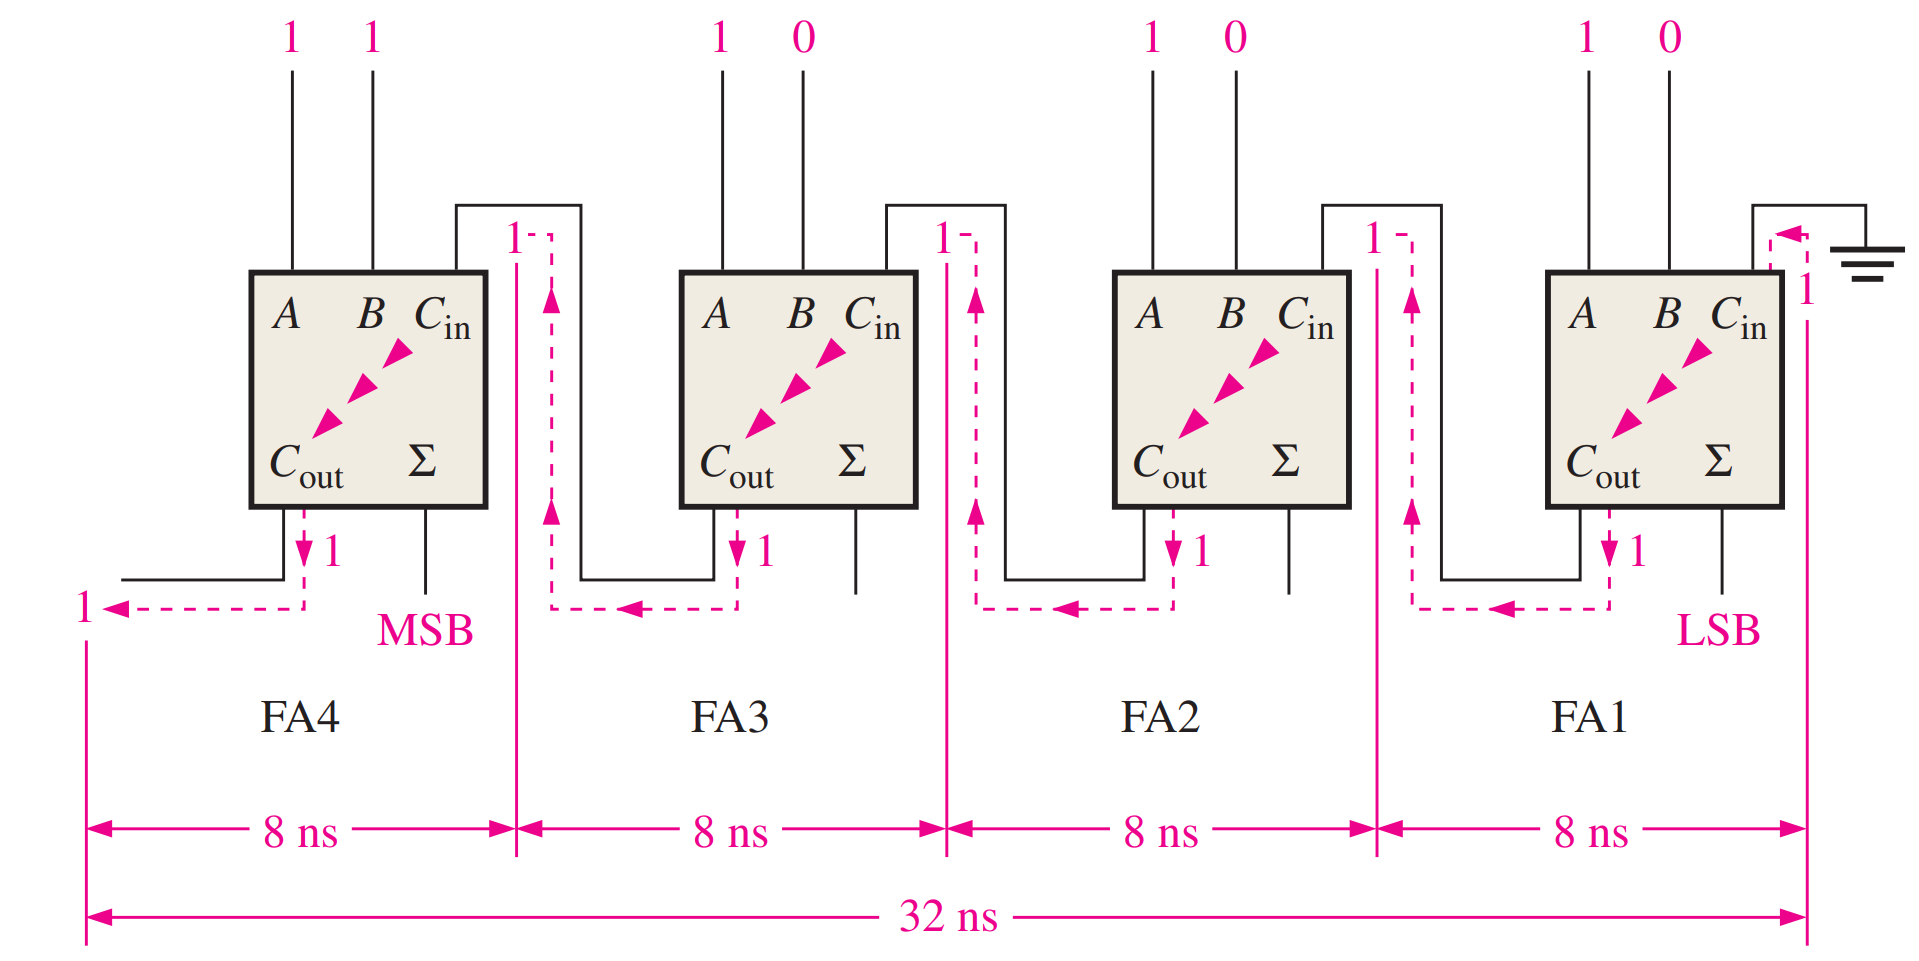 1 1 1 0 1 0 1 0
1 1 1 1
A B Cin A B Cin A B Cin A B Cin
Cout Σ Cout Σ Cout Σ Cout Σ
1 1 1 1
1 MSB LSB
FA4 FA3 FA2 FA1
8 ns 8 ns 8 ns 8 ns
32 ns